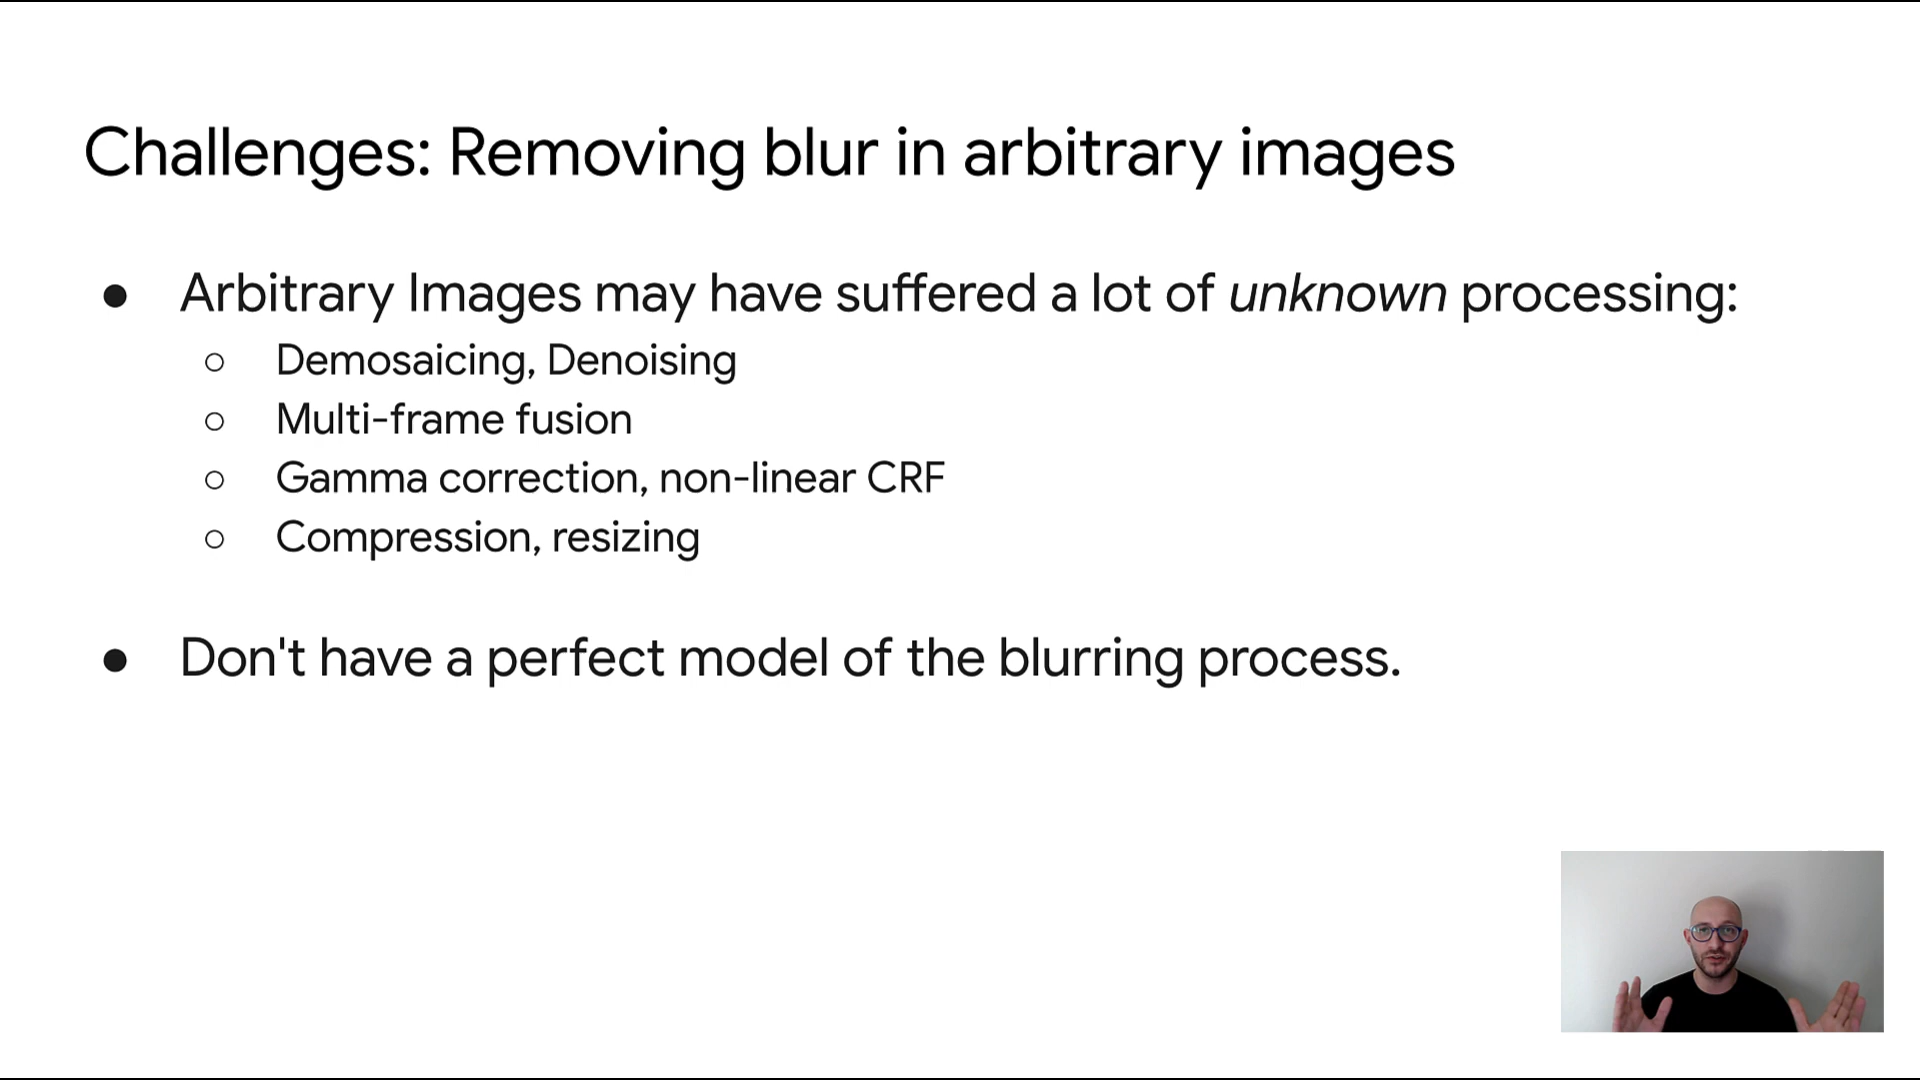 Challenges: Removing blur in arbitrary images
● Arbitrary Images may have suffered a lot of unknown processing:
○ Demosaicing, Denoising
○ Multi-frame fusion
○ Gamma correction, non-linear CRF
○ Compression, resizing
● Don't have a perfect model of the blurring process.